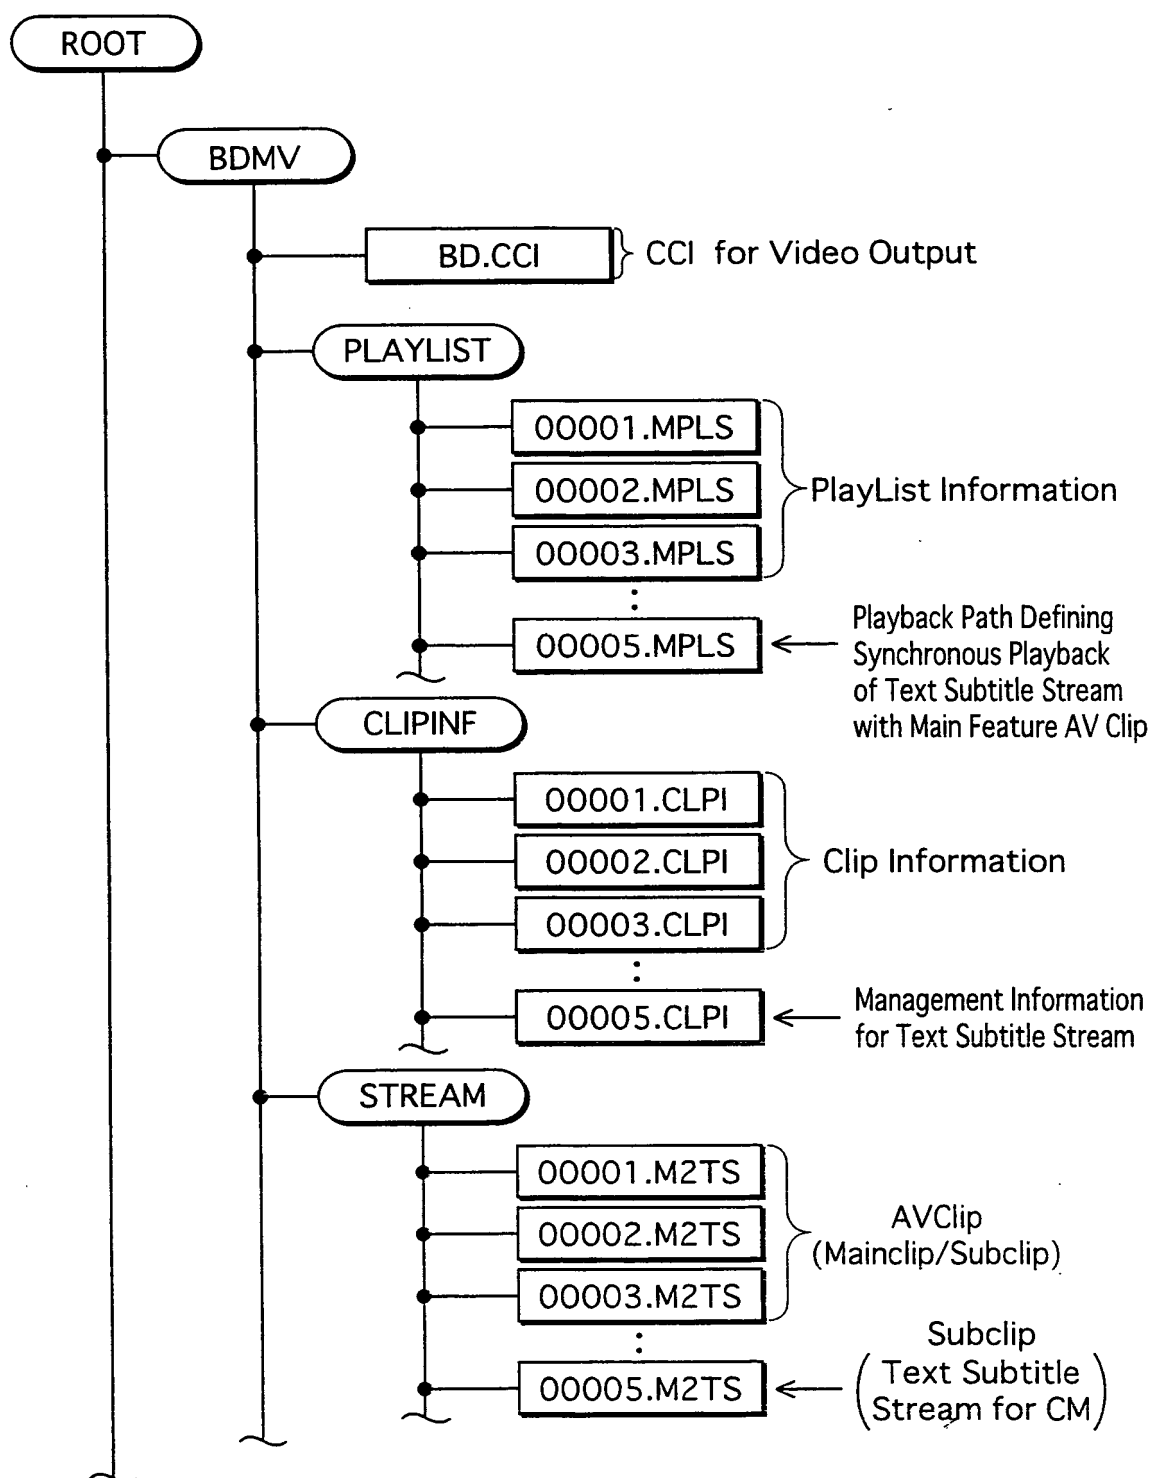 ROOT
BDMV
BD.CCI
CCI for Video Output
PLAYLIST
00001.MPLS
00002.MPLS
PlayList Information
00003.MPLS
00005.MPLS
Playback Path Defining
Synchronous Playback
of Text Subtitle Stream
with Main Feature AV Clip
CLIPINF
00001.CLPI
00002.CLPI
Clip Information
00003.CLPI
00005.CLPI
Management Information
for Text Subtitle Stream
STREAM
00001.M2TS
00002.M2TS
AVClip
(Mainclip/Subclip)
00003.M2TS
00005.M2TS
Subclip
(Text Subtitle
Stream for CM)